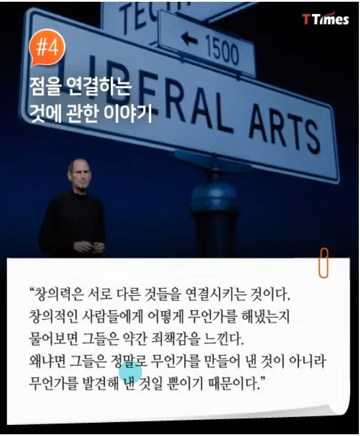 TTimes
TECH
1500
LIBERAL ARTS
#4
점을 연결하는
것에 관한 이야기
“창의력은 서로 다른 것들을 연결시키는 것이다.
창의적인 사람들에게 어떻게 무언가를 해냈는지
물어보면 그들은 약간 죄책감을 느낀다.
왜냐면 그들은 정말로 무언가를 만들어 낸 것이 아니라
무언가를 발견해 낸 것일 뿐이기 때문이다.”